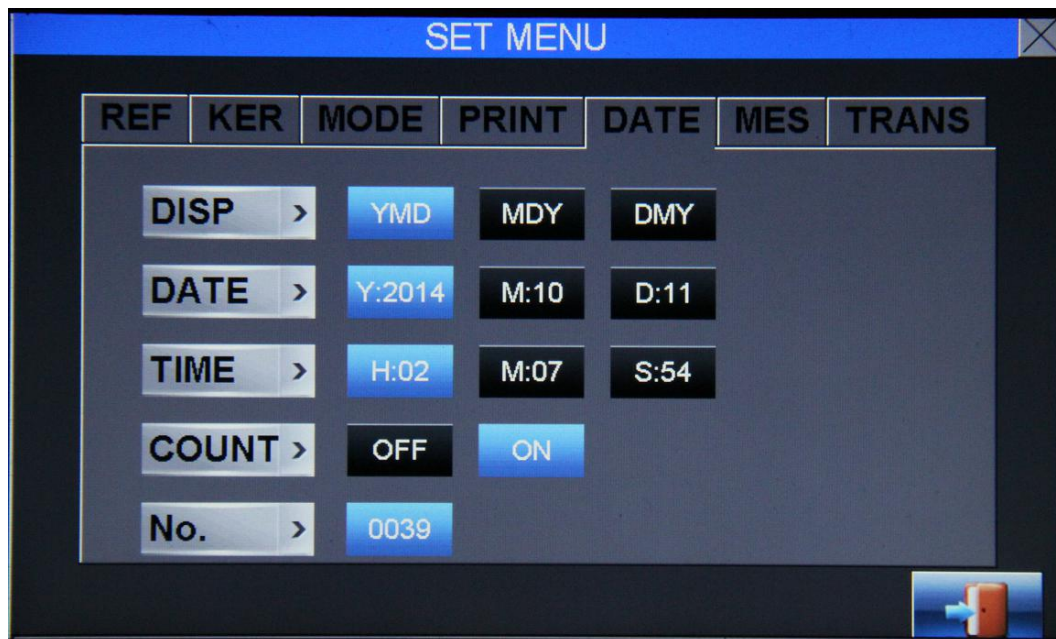 SET MENU
REF KER MODE PRINT DATE MES TRANS
DISP > YMD MDY DMY
DATE > Y:2014 M:10 D:11
TIME > H:02 M:07 S:54
COUNT > OFF ON
No. > 0039